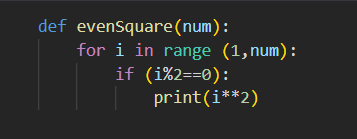 def evenSquare(num):
    for i in range (1,num):
        if (i%2==0):
            print(i**2)